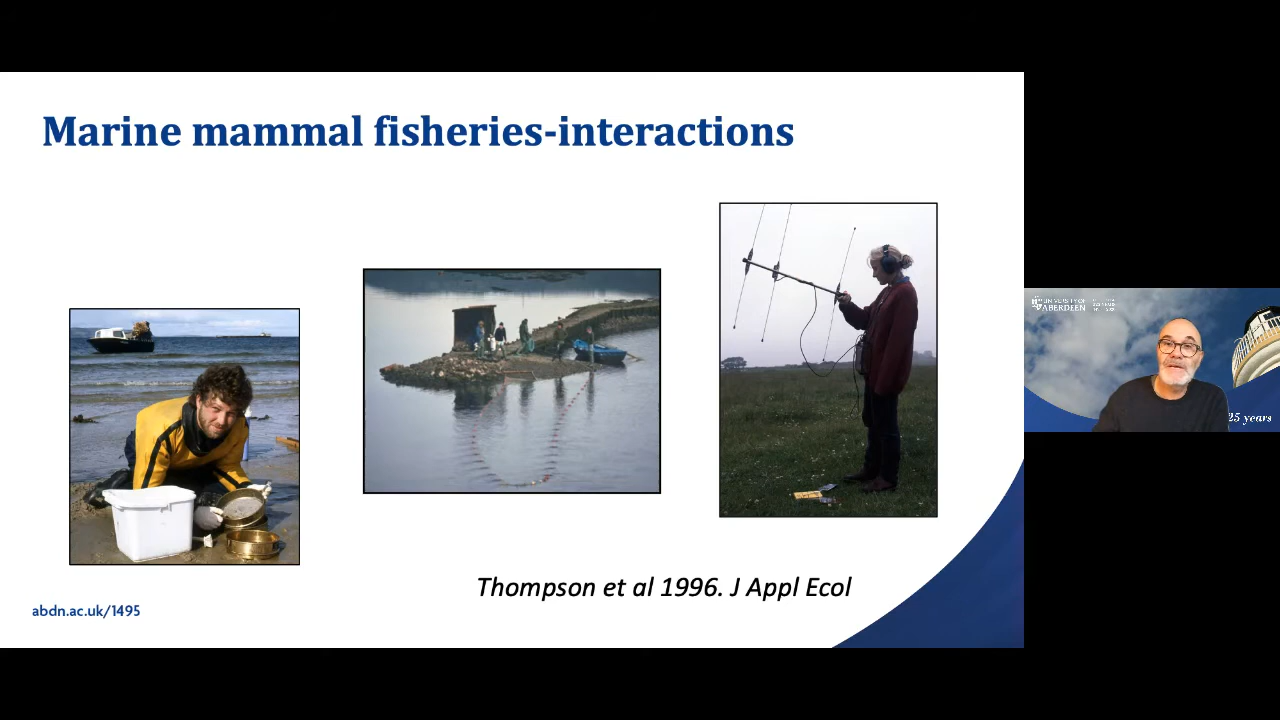 Marine mammal fisheries-interactions
Thompson et al 1996. J Appl Ecol
abdn.ac.uk/1495
UNIVERSITY OF
ABERDEEN
25 years